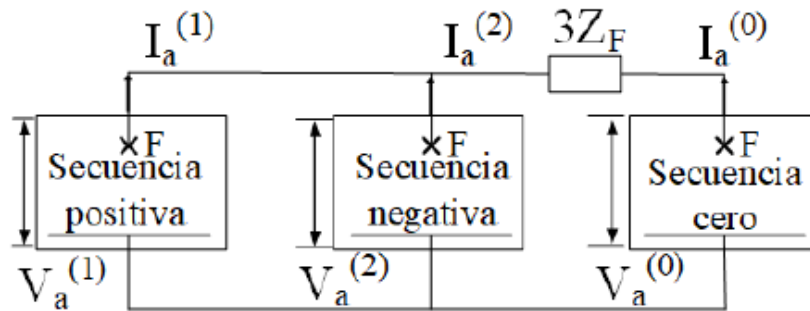 I_a^(1) I_a^(2) 3Z_F I_a^(0)
F F F
Secuencia positiva
Secuencia negativa
Secuencia cero
V_a^(1) V_a^(2) V_a^(0)